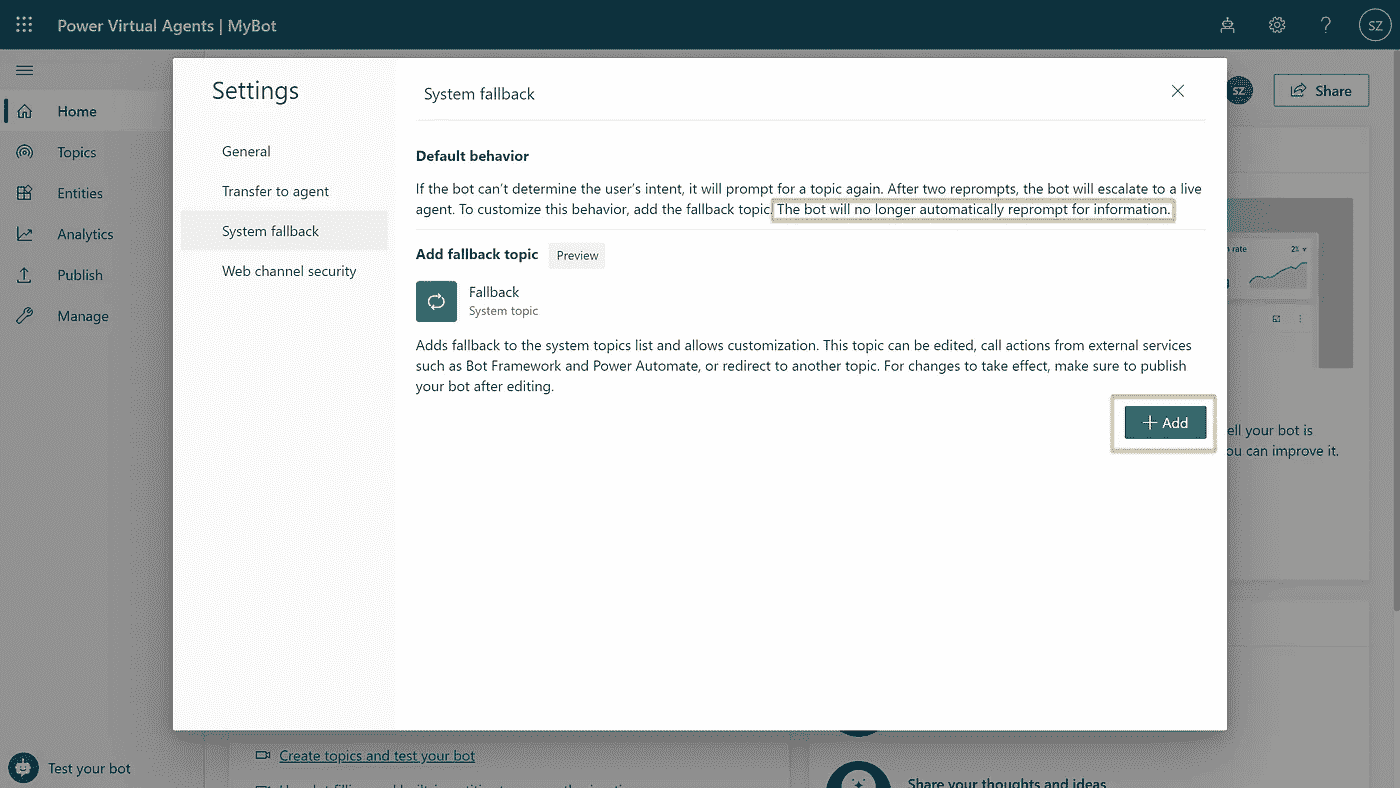 Power Virtual Agents | MyBot
?
SZ
Home
Topics
Entities
Analytics
Publish
Manage
Test your bot
Settings
General
Transfer to agent
System fallback
Web channel security
System fallback
Default behavior
If the bot can't determine the user's intent, it will prompt for a topic again. After two reprompts, the bot will escalate to a live
agent. To customize this behavior, add the fallback topic. The bot will no longer automatically reprompt for information.
Add fallback topic Preview
Fallback
System topic
Adds fallback to the system topics list and allows customization. This topic can be edited, call actions from external services
such as Bot Framework and Power Automate, or redirect to another topic. For changes to take effect, make sure to publish
your bot after editing.
Add
SZ
Share
rate
ell your bot is
ou can improve it.
Create topics and test your bot
Share your thoughts and ideas